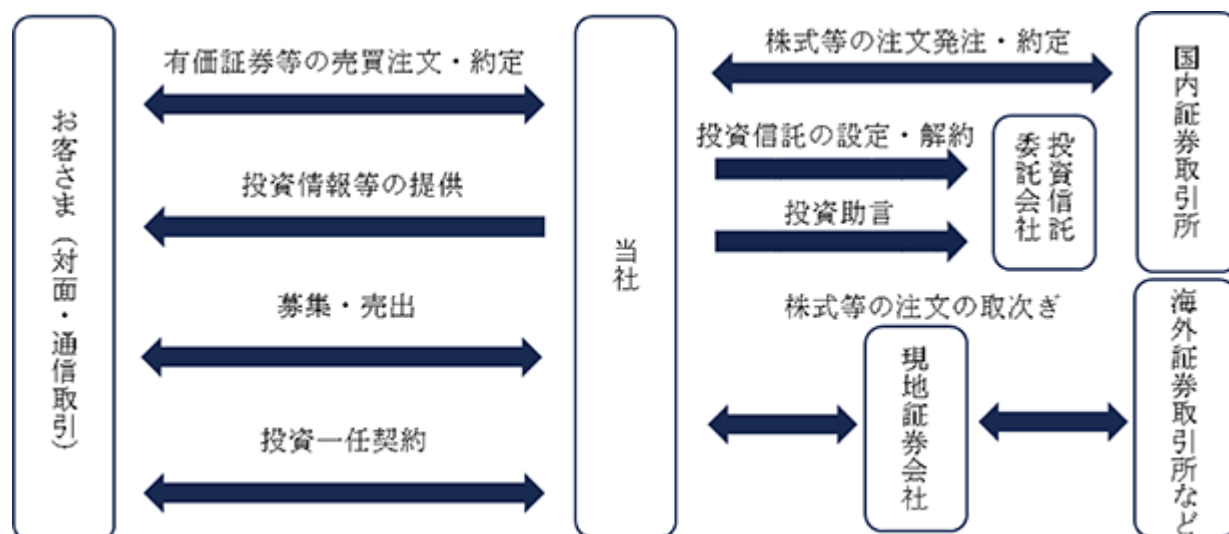 お客さま（対面・通信取引）
有価証券等の売買注文・約定
投資情報等の提供
募集・売出
投資一任契約
当社
株式等の注文発注・約定
投資信託の設定・解約
投資助言
投資信託
委託会社
国内証券取引所
株式等の注文の取次ぎ
現地証券会社
海外証券取引所など